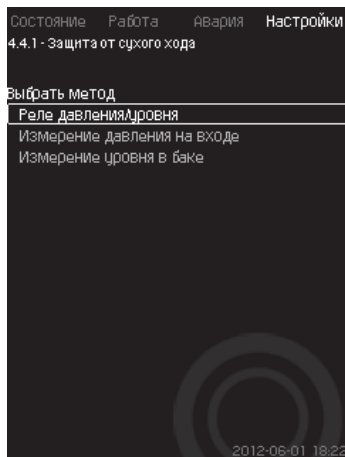 Состояние Работа Авария Настройки
4.4.1 - Защита от сухого хода
Выбрать метод
Реле давления/уровня
Измерение давления на входе
Измерение уровня в баке
2012-06-01 18:22